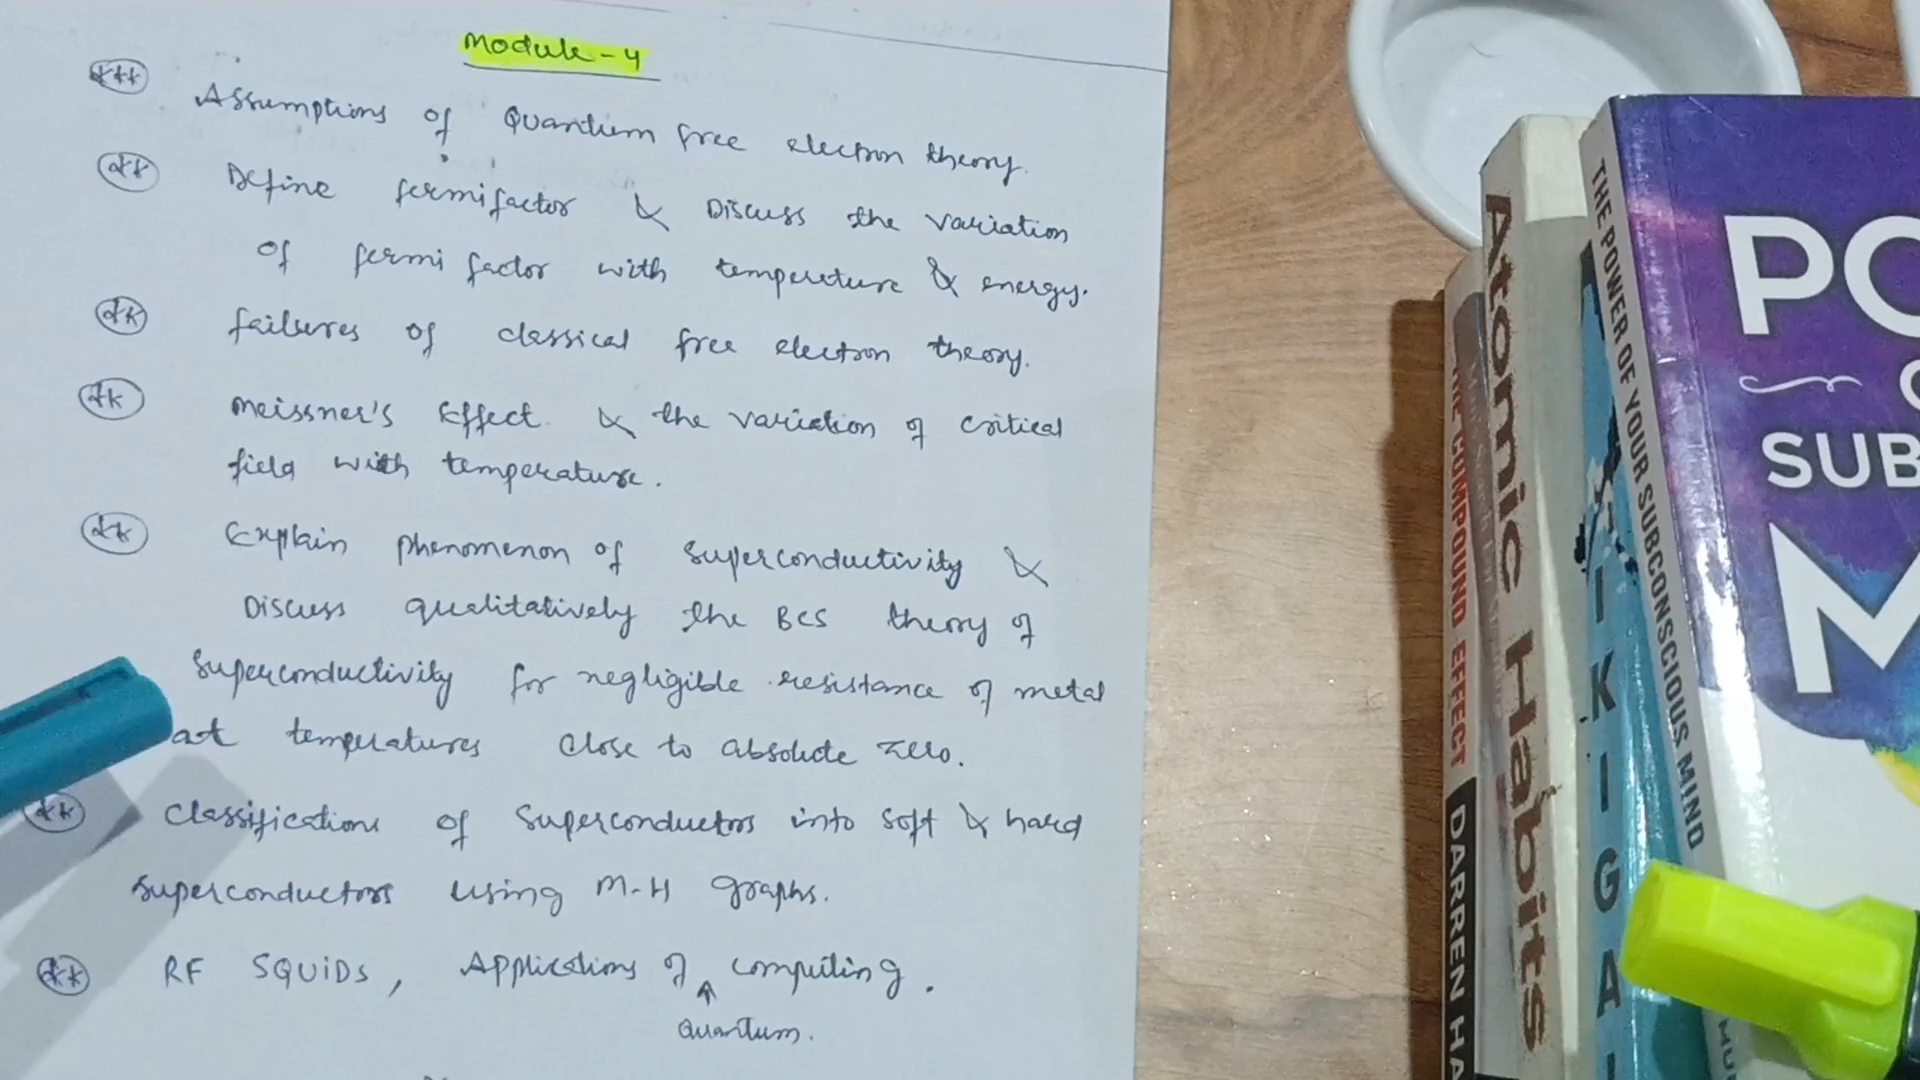 Module-4
*** Assumptions of Quantum free electron theory.
** Define fermifactor & Discuss the variation
of fermi factor with temperature & energy.
** failures of classical free electron theory.
** Meissner's Effect & the variation of critical
field with temperature.
** Explain phenomenon of superconductivity &
Discuss qualitatively the BCS theory of
superconductivity for negligible resistance of metal
at temperatures close to absolute zero.
** Classifications of superconductors into soft & hard
superconductors using M-H graphs.
** RF SQUIDs, Applications of computing.
Quantum.
THE COMPOUND EFFECT
DARREN HA
Atomic Habits
IKIGAI
THE POWER OF YOUR SUBCONSCIOUS MIND
PO
SUB
M